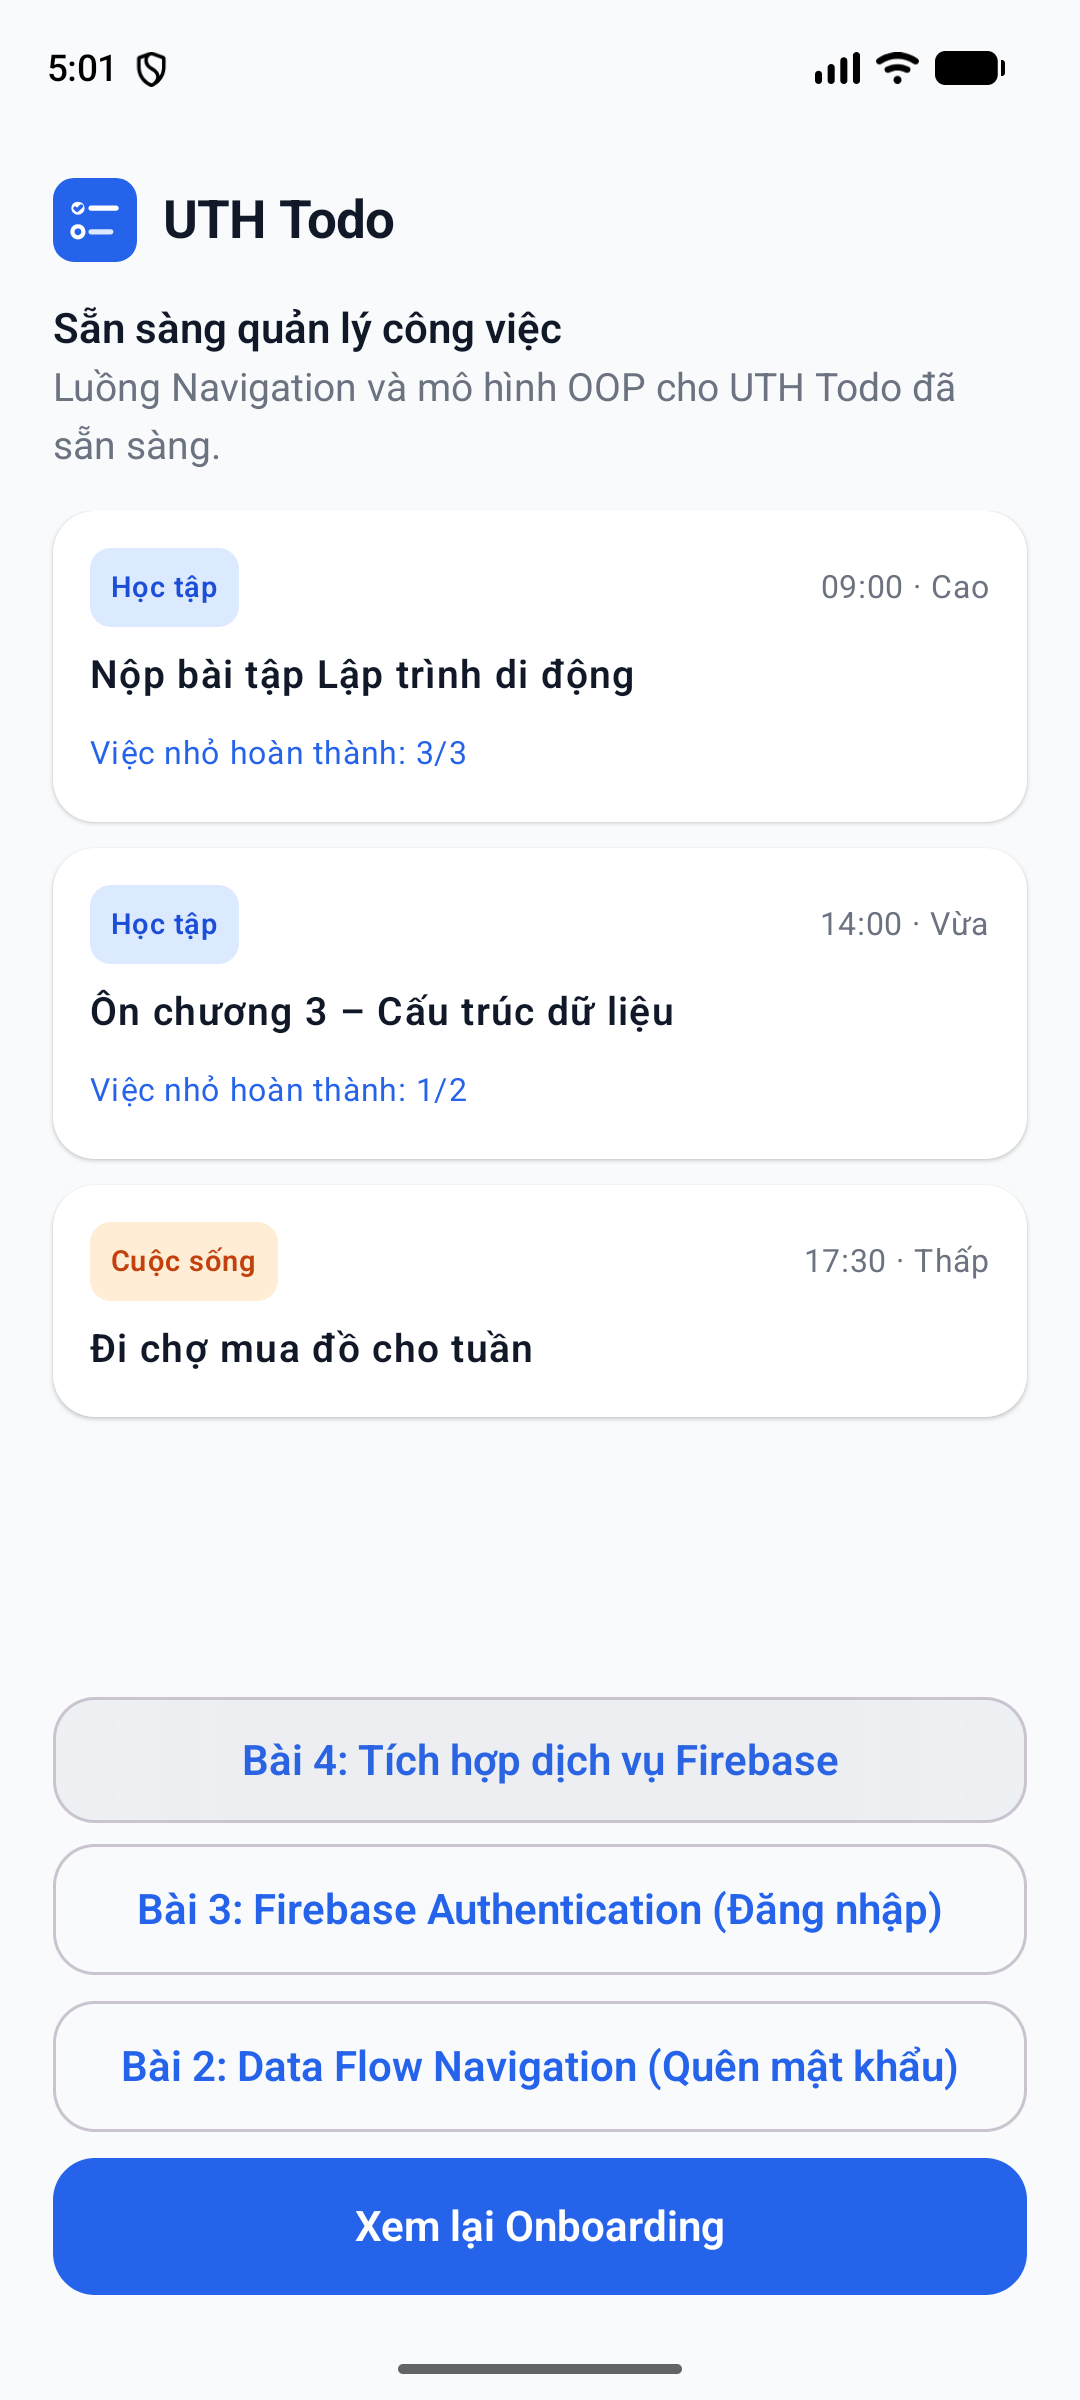 5:01
UTH Todo
Sẵn sàng quản lý công việc
Luồng Navigation và mô hình OOP cho UTH Todo đã
sẵn sàng.
Học tập
09:00 · Cao
Nộp bài tập Lập trình di động
Việc nhỏ hoàn thành: 3/3
Học tập
14:00 · Vừa
Ôn chương 3 – Cấu trúc dữ liệu
Việc nhỏ hoàn thành: 1/2
Cuộc sống
17:30 · Thấp
Đi chợ mua đồ cho tuần
Bài 4: Tích hợp dịch vụ Firebase
Bài 3: Firebase Authentication (Đăng nhập)
Bài 2: Data Flow Navigation (Quên mật khẩu)
Xem lại Onboarding